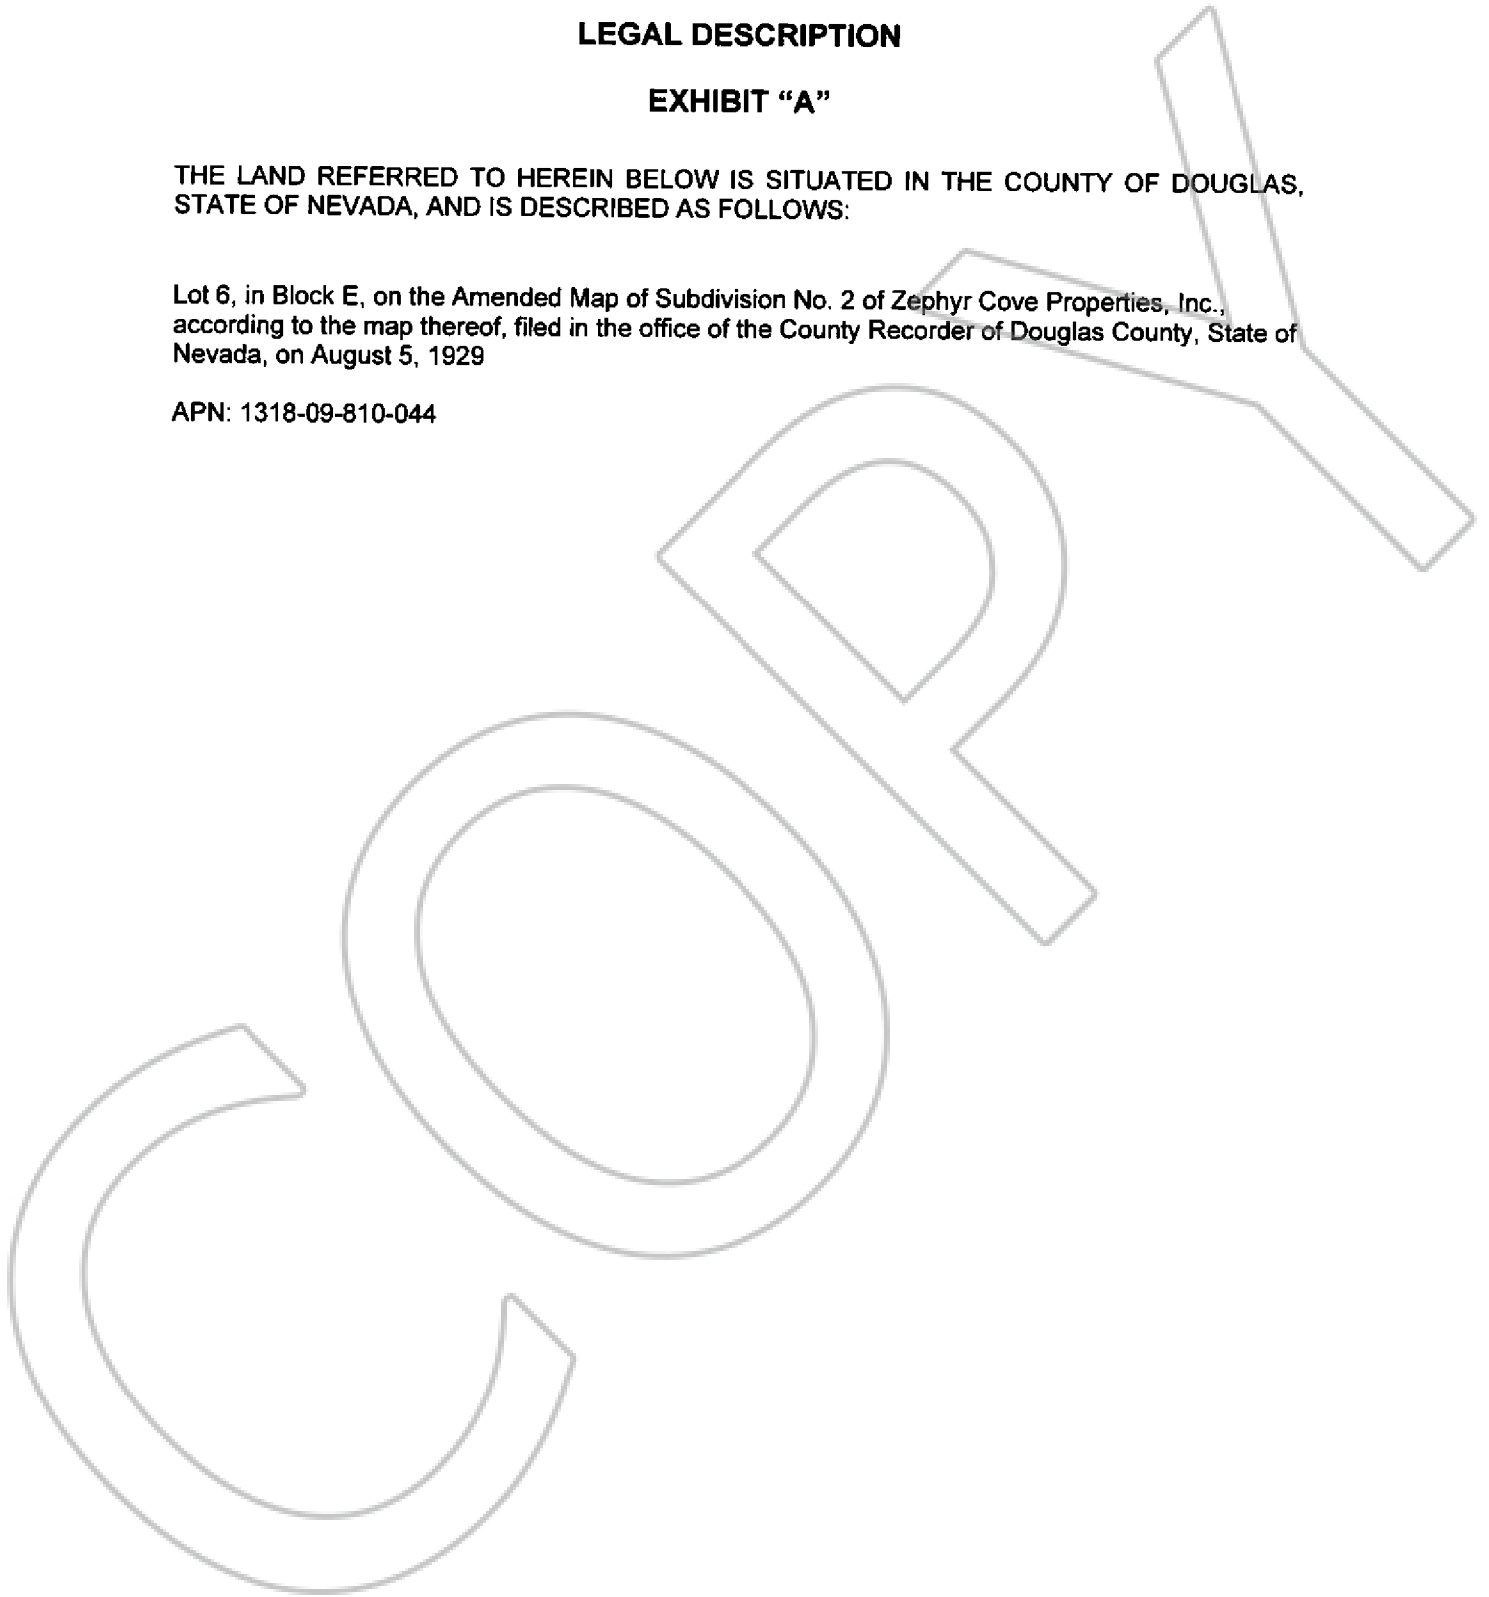 LEGAL DESCRIPTION
EXHIBIT “A”
THE LAND REFERRED TO HEREIN BELOW IS SITUATED IN THE COUNTY OF DOUGLAS,
STATE OF NEVADA, AND IS DESCRIBED AS FOLLOWS:
Lot 6, in Block E, on the Amended Map of Subdivision No. 2 of Zephyr Cove Properties, Inc.,
according to the map thereof, filed in the office of the County Recorder of Douglas County, State of
Nevada, on August 5, 1929
APN: 1318-09-810-044
COPY